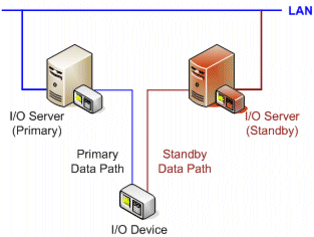 LAN
I/O Server
(Primary)
I/O Server
(Standby)
Primary
Data Path
Standby
Data Path
I/O Device